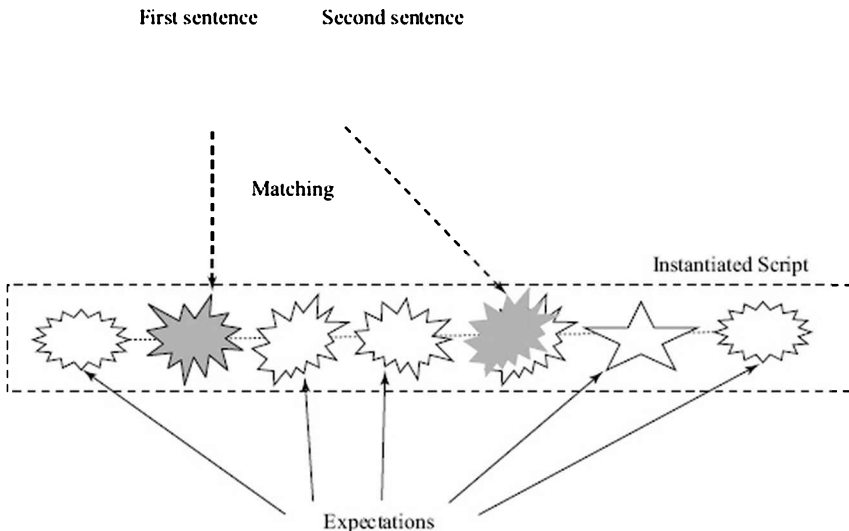 First sentence Second sentence
Matching
Instantiated Script
Expectations